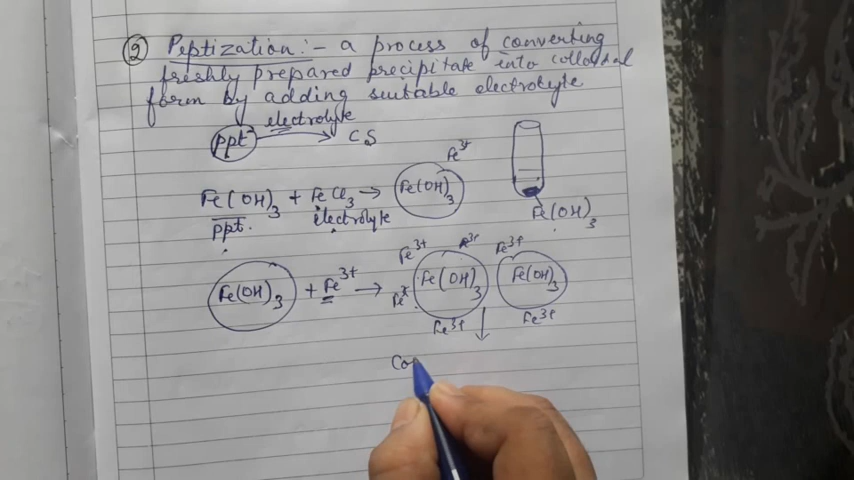 ② Peptization :- a process of converting
freshly prepared precipitate into colloidal
form by adding suitable electrolyte
electrolyte
ppt → CS
Fe3+
Fe(OH)3 + FeCl3 → Fe(OH)3
ppt. electrolyte
Fe(OH)3
Fe3+ Fe3+ Fe3+
Fe(OH)3 + Fe3+ → Fe(OH)3 Fe(OH)3
Fe3+
Fe3+ Fe3+
Co